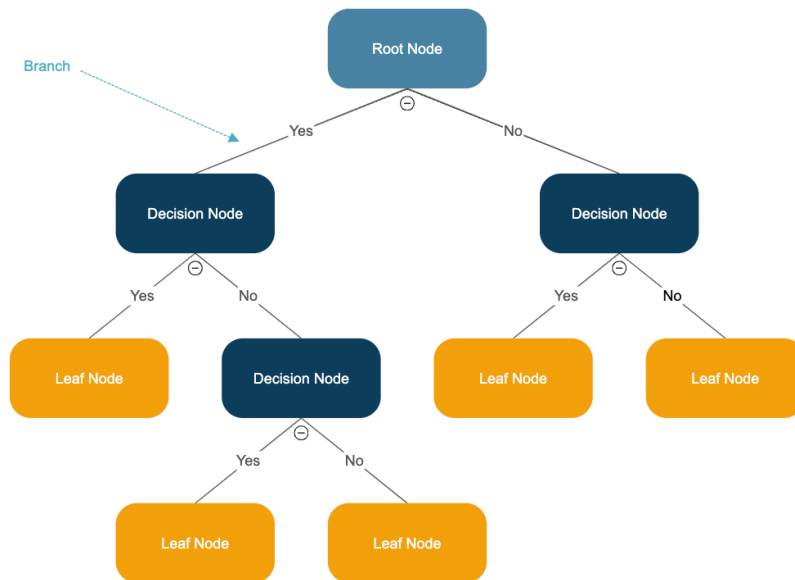 Root Node
Branch
Yes
No
Decision Node
Decision Node
Yes
No
Yes
No
Leaf Node
Decision Node
Leaf Node
Leaf Node
Yes
No
Leaf Node
Leaf Node